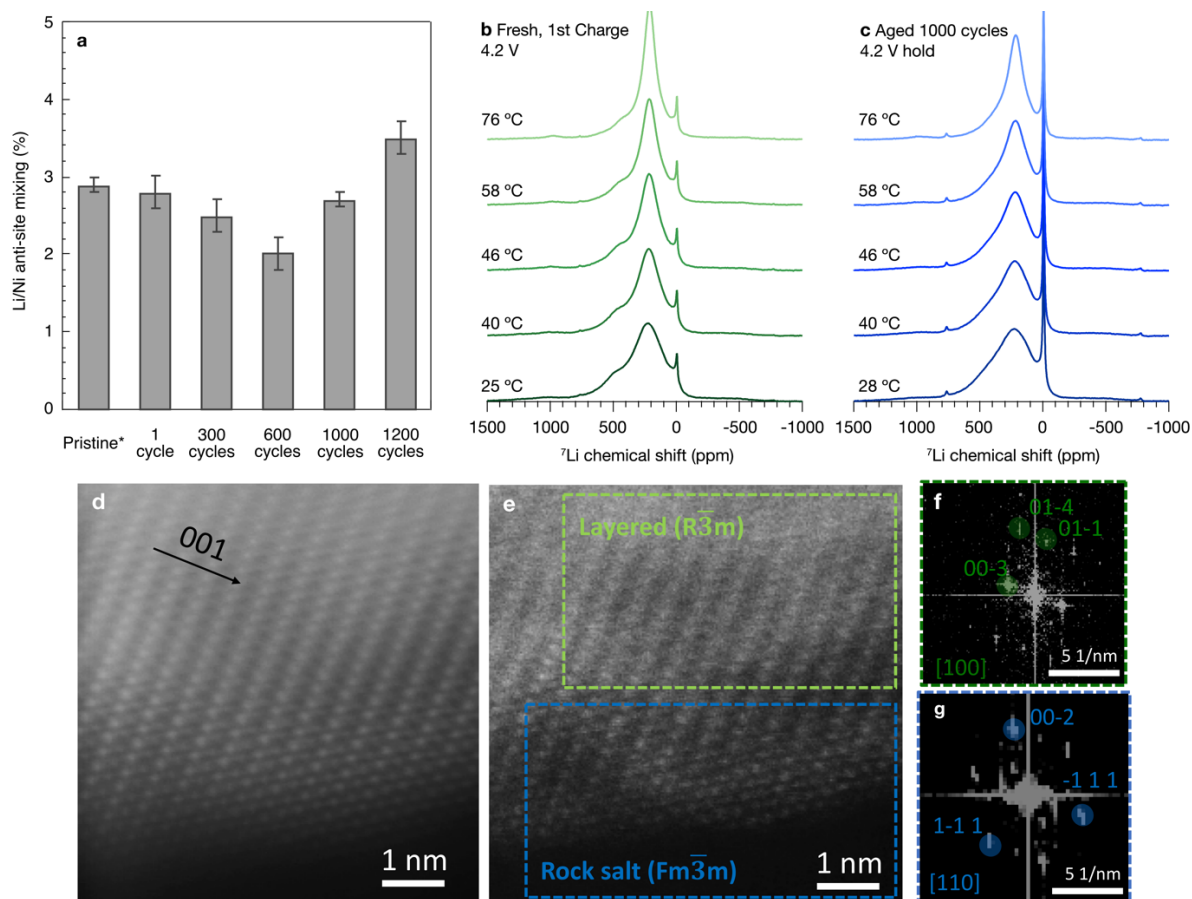 a
5
4
3
2
1
0
Li/Ni anti-site mixing (%)
Pristine*
1
cycle
300
cycles
600
cycles
1000
cycles
1200
cycles
b Fresh, 1st Charge
4.2 V
76 ºC
58 ºC
46 ºC
40 ºC
25 ºC
1500 1000 500 0 -500 -1000
⁷Li chemical shift (ppm)
c Aged 1000 cycles
4.2 V hold
76 ºC
58 ºC
46 ºC
40 ºC
28 ºC
1500 1000 500 0 -500 -1000
⁷Li chemical shift (ppm)
d
001
1 nm
e
Layered (R3̅m)
Rock salt (Fm3̅m)
1 nm
f
01-4
01-1
00-3
[100]
5 1/nm
g
00-2
-1 1 1
1-1 1
[110]
5 1/nm